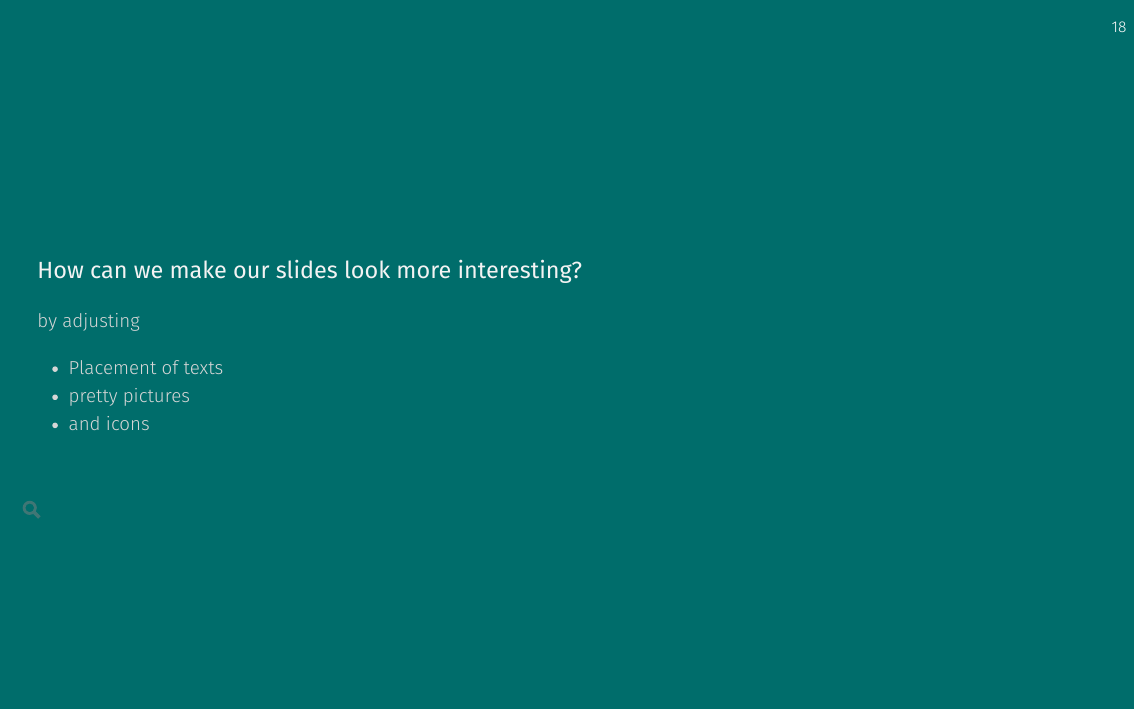 18
How can we make our slides look more interesting?
by adjusting
• Placement of texts
• pretty pictures
• and icons